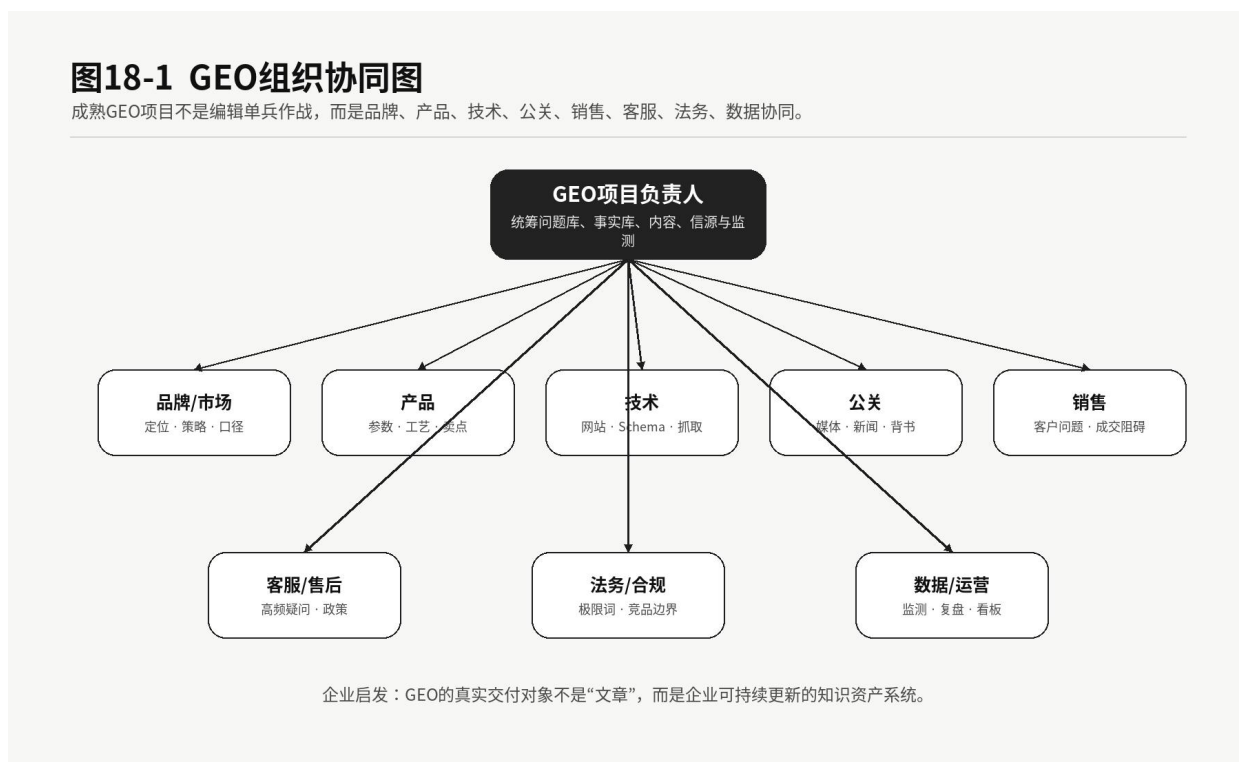 图18-1 GEO组织协同图
成熟GEO项目不是编辑单兵作战，而是品牌、产品、技术、公关、销售、客服、法务、数据协同。
GEO项目负责人
统筹问题库、事实库、内容、信源与监
测
品牌/市场
定位 · 策略 · 口径
产品
参数 · 工艺 · 卖点
技术
网站 · Schema · 抓取
公关
媒体 · 新闻 · 背书
销售
客户问题 · 成交阻碍
客服/售后
高频疑问 · 政策
法务/合规
极限词 · 竞品边界
数据/运营
监测 · 复盘 · 看板
企业启发：GEO的真实交付对象不是“文章”，而是企业可持续更新的知识资产系统。